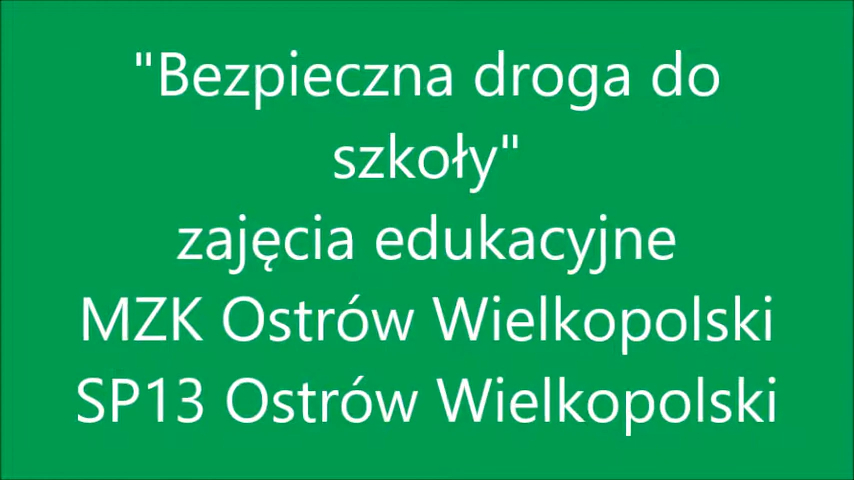 "Bezpieczna droga do
szkoły"
zajęcia edukacyjne
MZK Ostrów Wielkopolski
SP13 Ostrów Wielkopolski